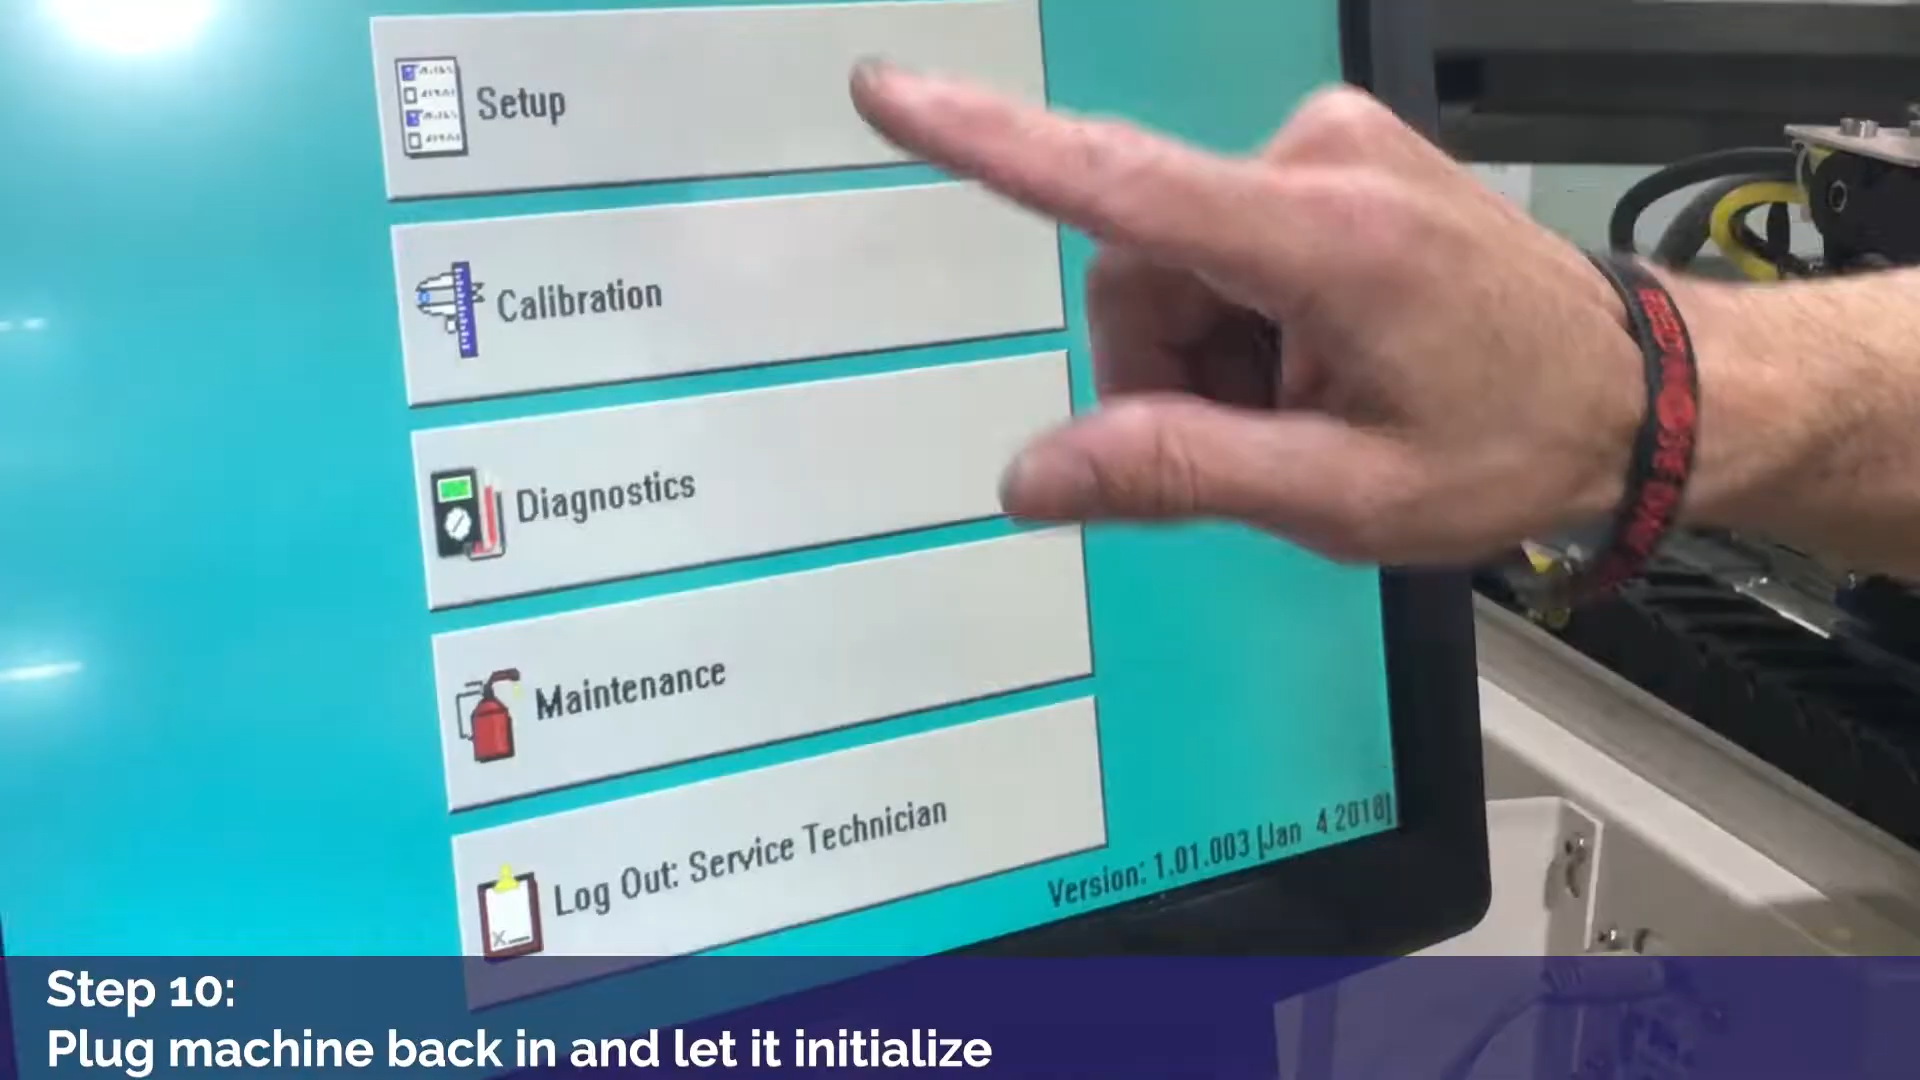 Setup
Calibration
Diagnostics
Maintenance
Log Out: Service Technician
Version: 1.01.003 [Jan 4 2018]
Step 10:
Plug machine back in and let it initialize